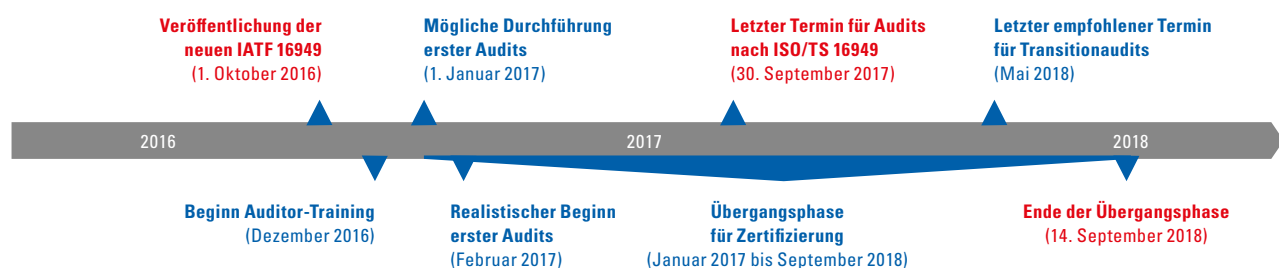 Veröffentlichung der
neuen IATF 16949
(1. Oktober 2016)
Mögliche Durchführung
erster Audits
(1. Januar 2017)
Letzter Termin für Audits
nach ISO/TS 16949
(30. September 2017)
Letzter empfohlener Termin
für Transitionaudits
(Mai 2018)
2016
2017
2018
Beginn Auditor-Training
(Dezember 2016)
Realistischer Beginn
erster Audits
(Februar 2017)
Übergangsphase
für Zertifizierung
(Januar 2017 bis September 2018)
Ende der Übergangsphase
(14. September 2018)